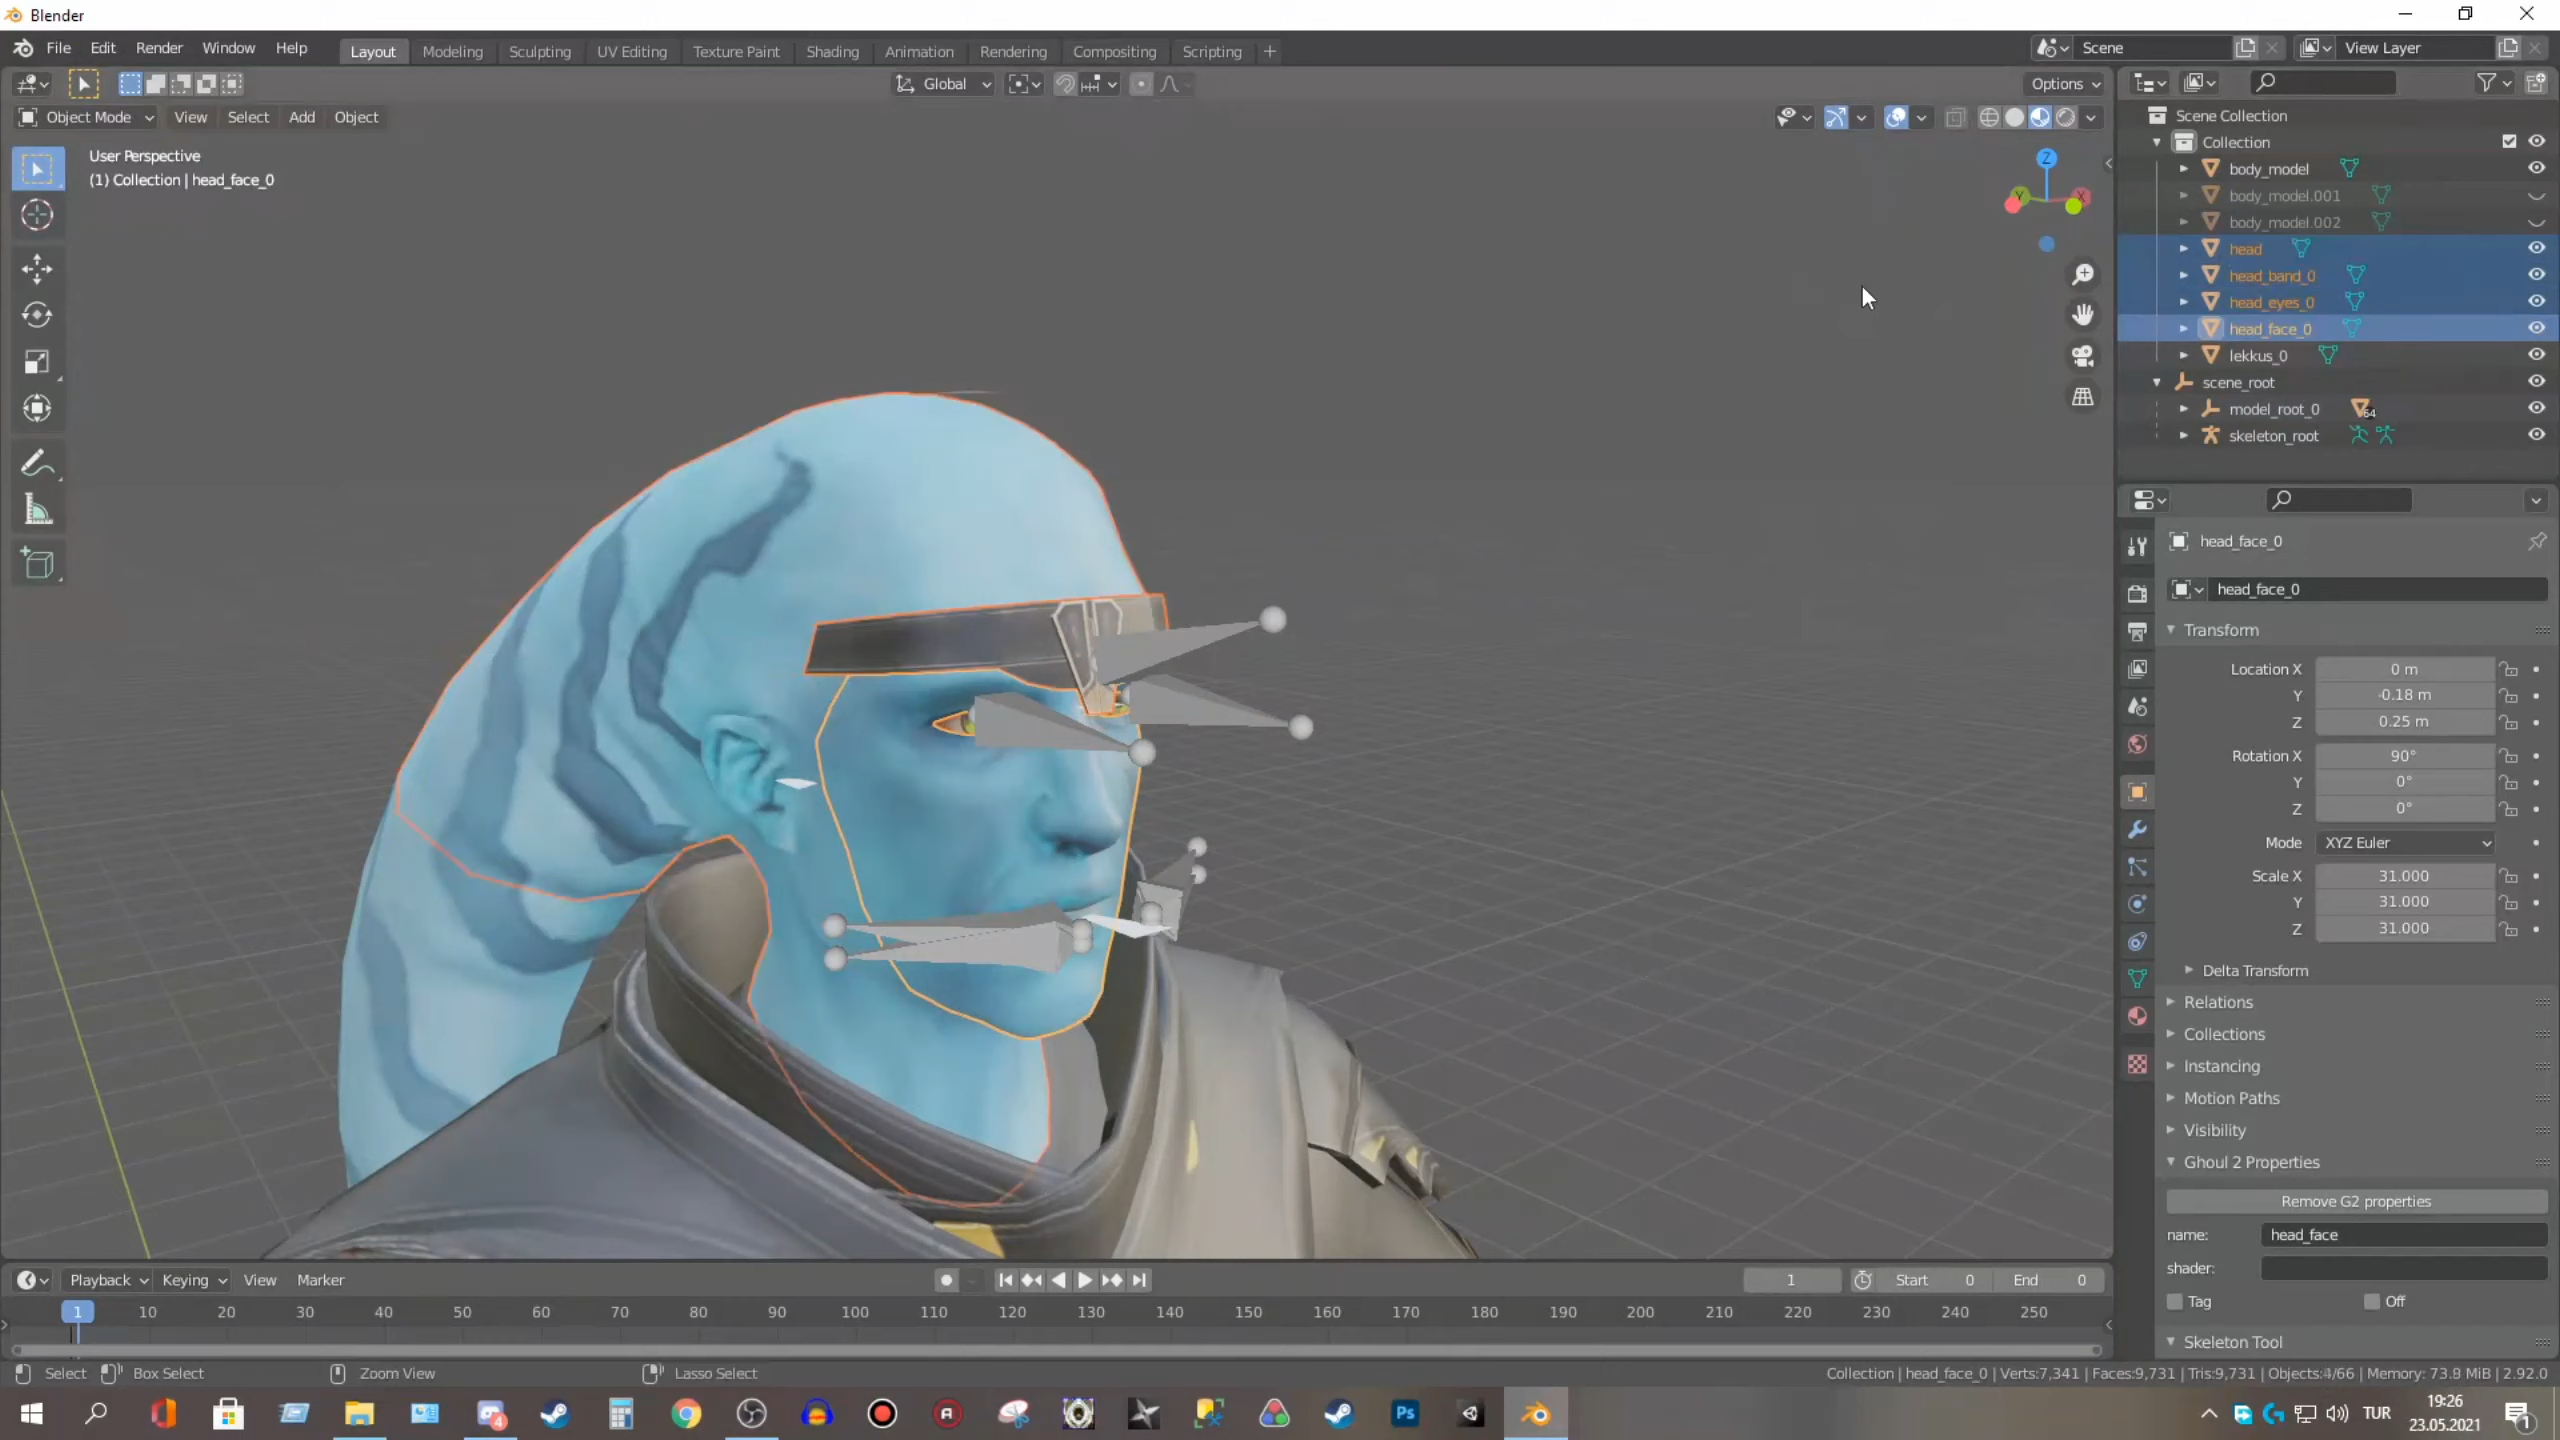 Blender
File Edit Render Window Help
Layout Modeling Sculpting UV Editing Texture Paint Shading Animation Rendering Compositing Scripting +
Scene
View Layer
Global
Options
Object Mode View Select Add Object
User Perspective
(1) Collection | head_face_0
Z
Y
X
Scene Collection
Collection
body_model
body_model.001
body_model.002
head
head_band_0
head_eyes_0
head_face_0
lekkus_0
scene_root
model_root_0
64
skeleton_root
head_face_0
head_face_0
Transform
Location X 0 m
Y -0.18 m
Z 0.25 m
Rotation X 90°
Y 0°
Z 0°
Mode XYZ Euler
Scale X 31.000
Y 31.000
Z 31.000
Delta Transform
Relations
Collections
Instancing
Motion Paths
Visibility
Ghoul 2 Properties
Remove G2 properties
name: head_face
shader:
Tag Off
Skeleton Tool
Playback Keying View Marker
1 Start 0 End 0
1 10 20 30 40 50 60 70 80 90 100 110 120 130 140 150 160 170 180 190 200 210 220 230 240 250
Select Box Select Zoom View Lasso Select
Collection | head_face_0 | Verts:7,341 | Faces:9,731 | Tris:9,731 | Objects:4/66 | Memory: 73.8 MiB | 2.92.0
4
Ps
TUR
19:26
23.05.2021
1